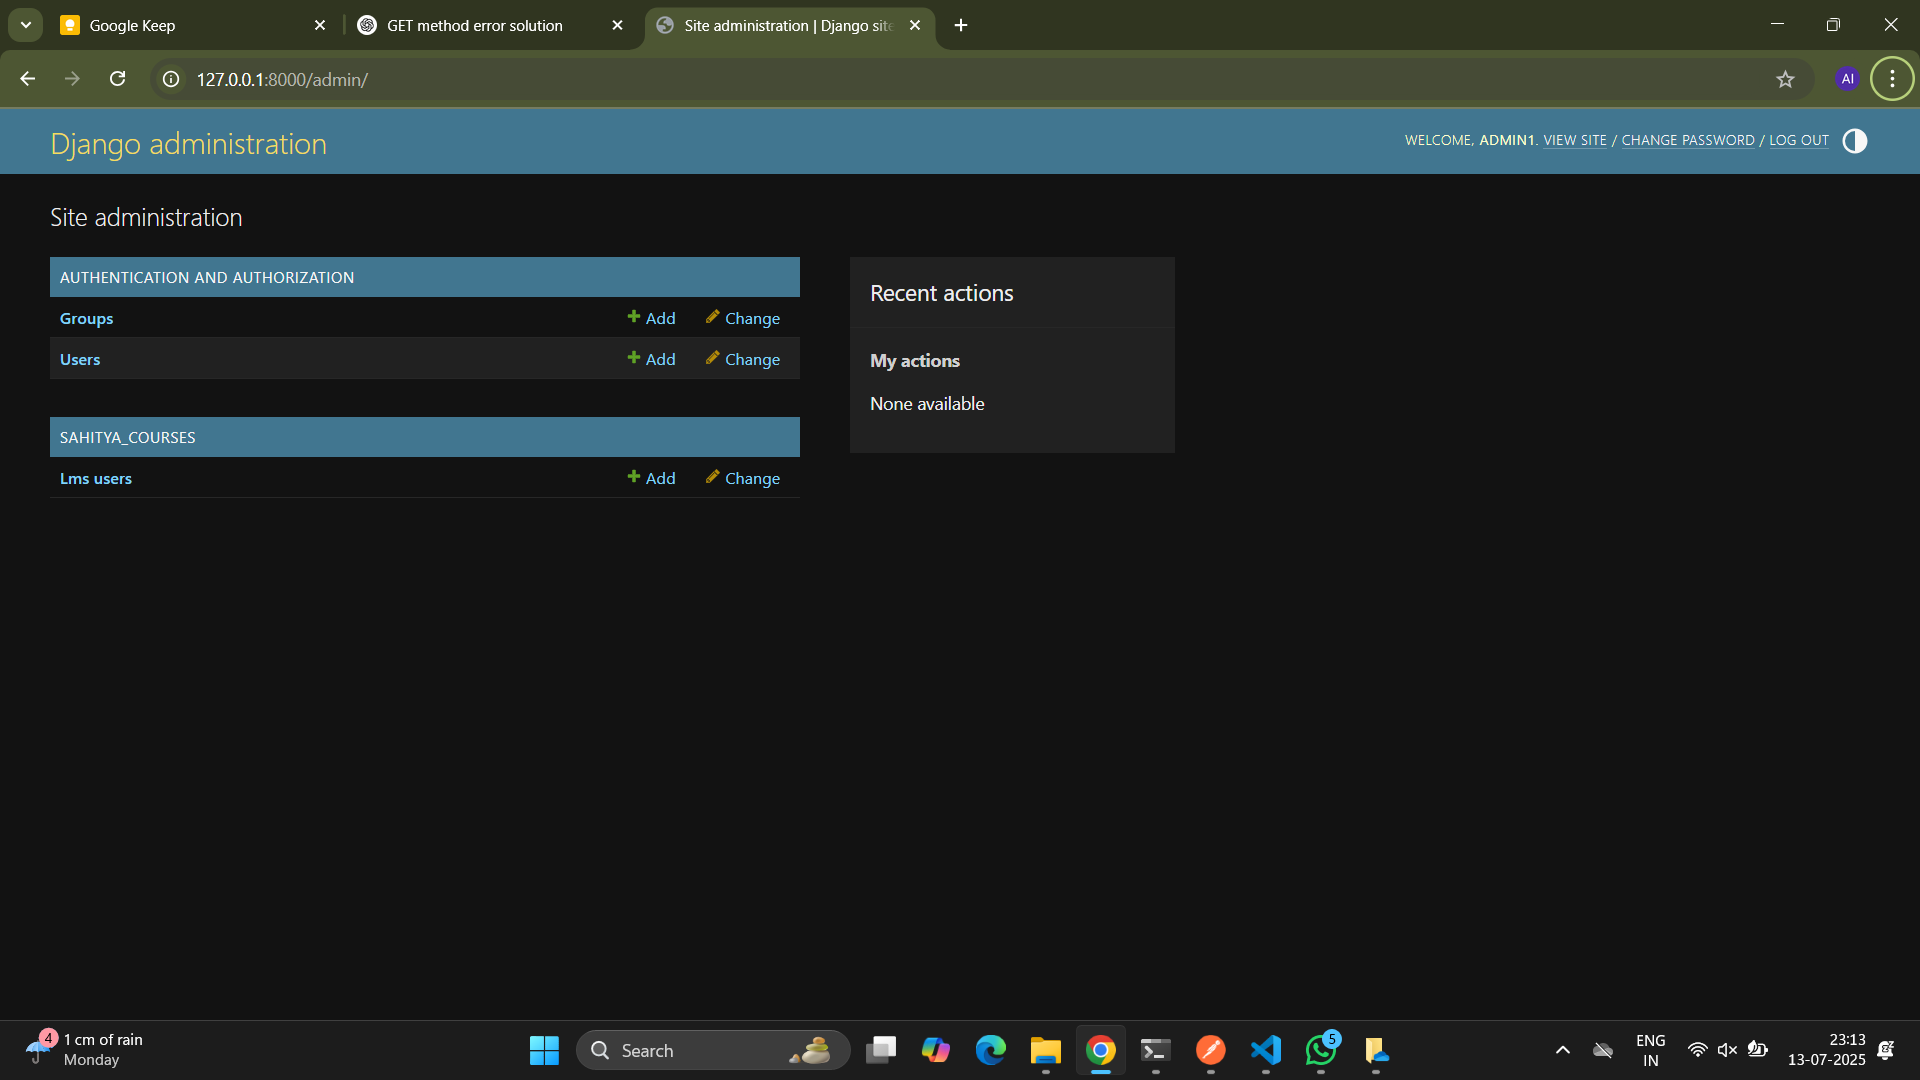 Google Keep
GET method error solution
Site administration | Django site
127.0.0.1:8000/admin/
AI
Django administration
WELCOME, ADMIN1. VIEW SITE / CHANGE PASSWORD / LOG OUT
Site administration
AUTHENTICATION AND AUTHORIZATION
Groups Add Change
Users Add Change
SAHITYA_COURSES
Lms users Add Change
Recent actions
My actions
None available
4
1 cm of rain
Monday
Search
5
ENG
IN
23:13
13-07-2025